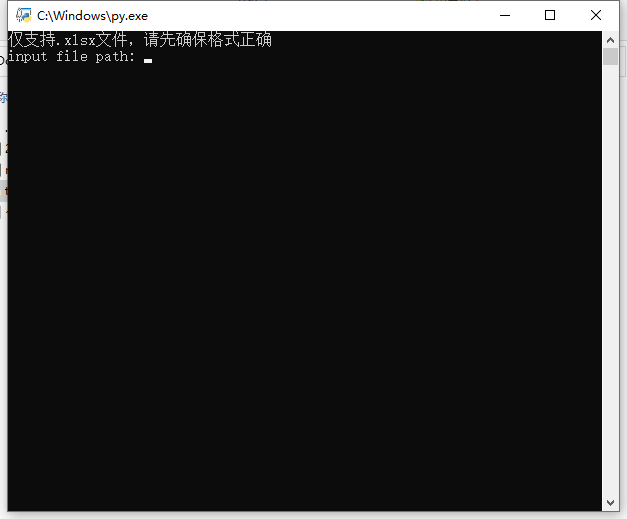 C:\Windows\py.exe
仅支持.xlsx文件，请先确保格式正确
input file path: